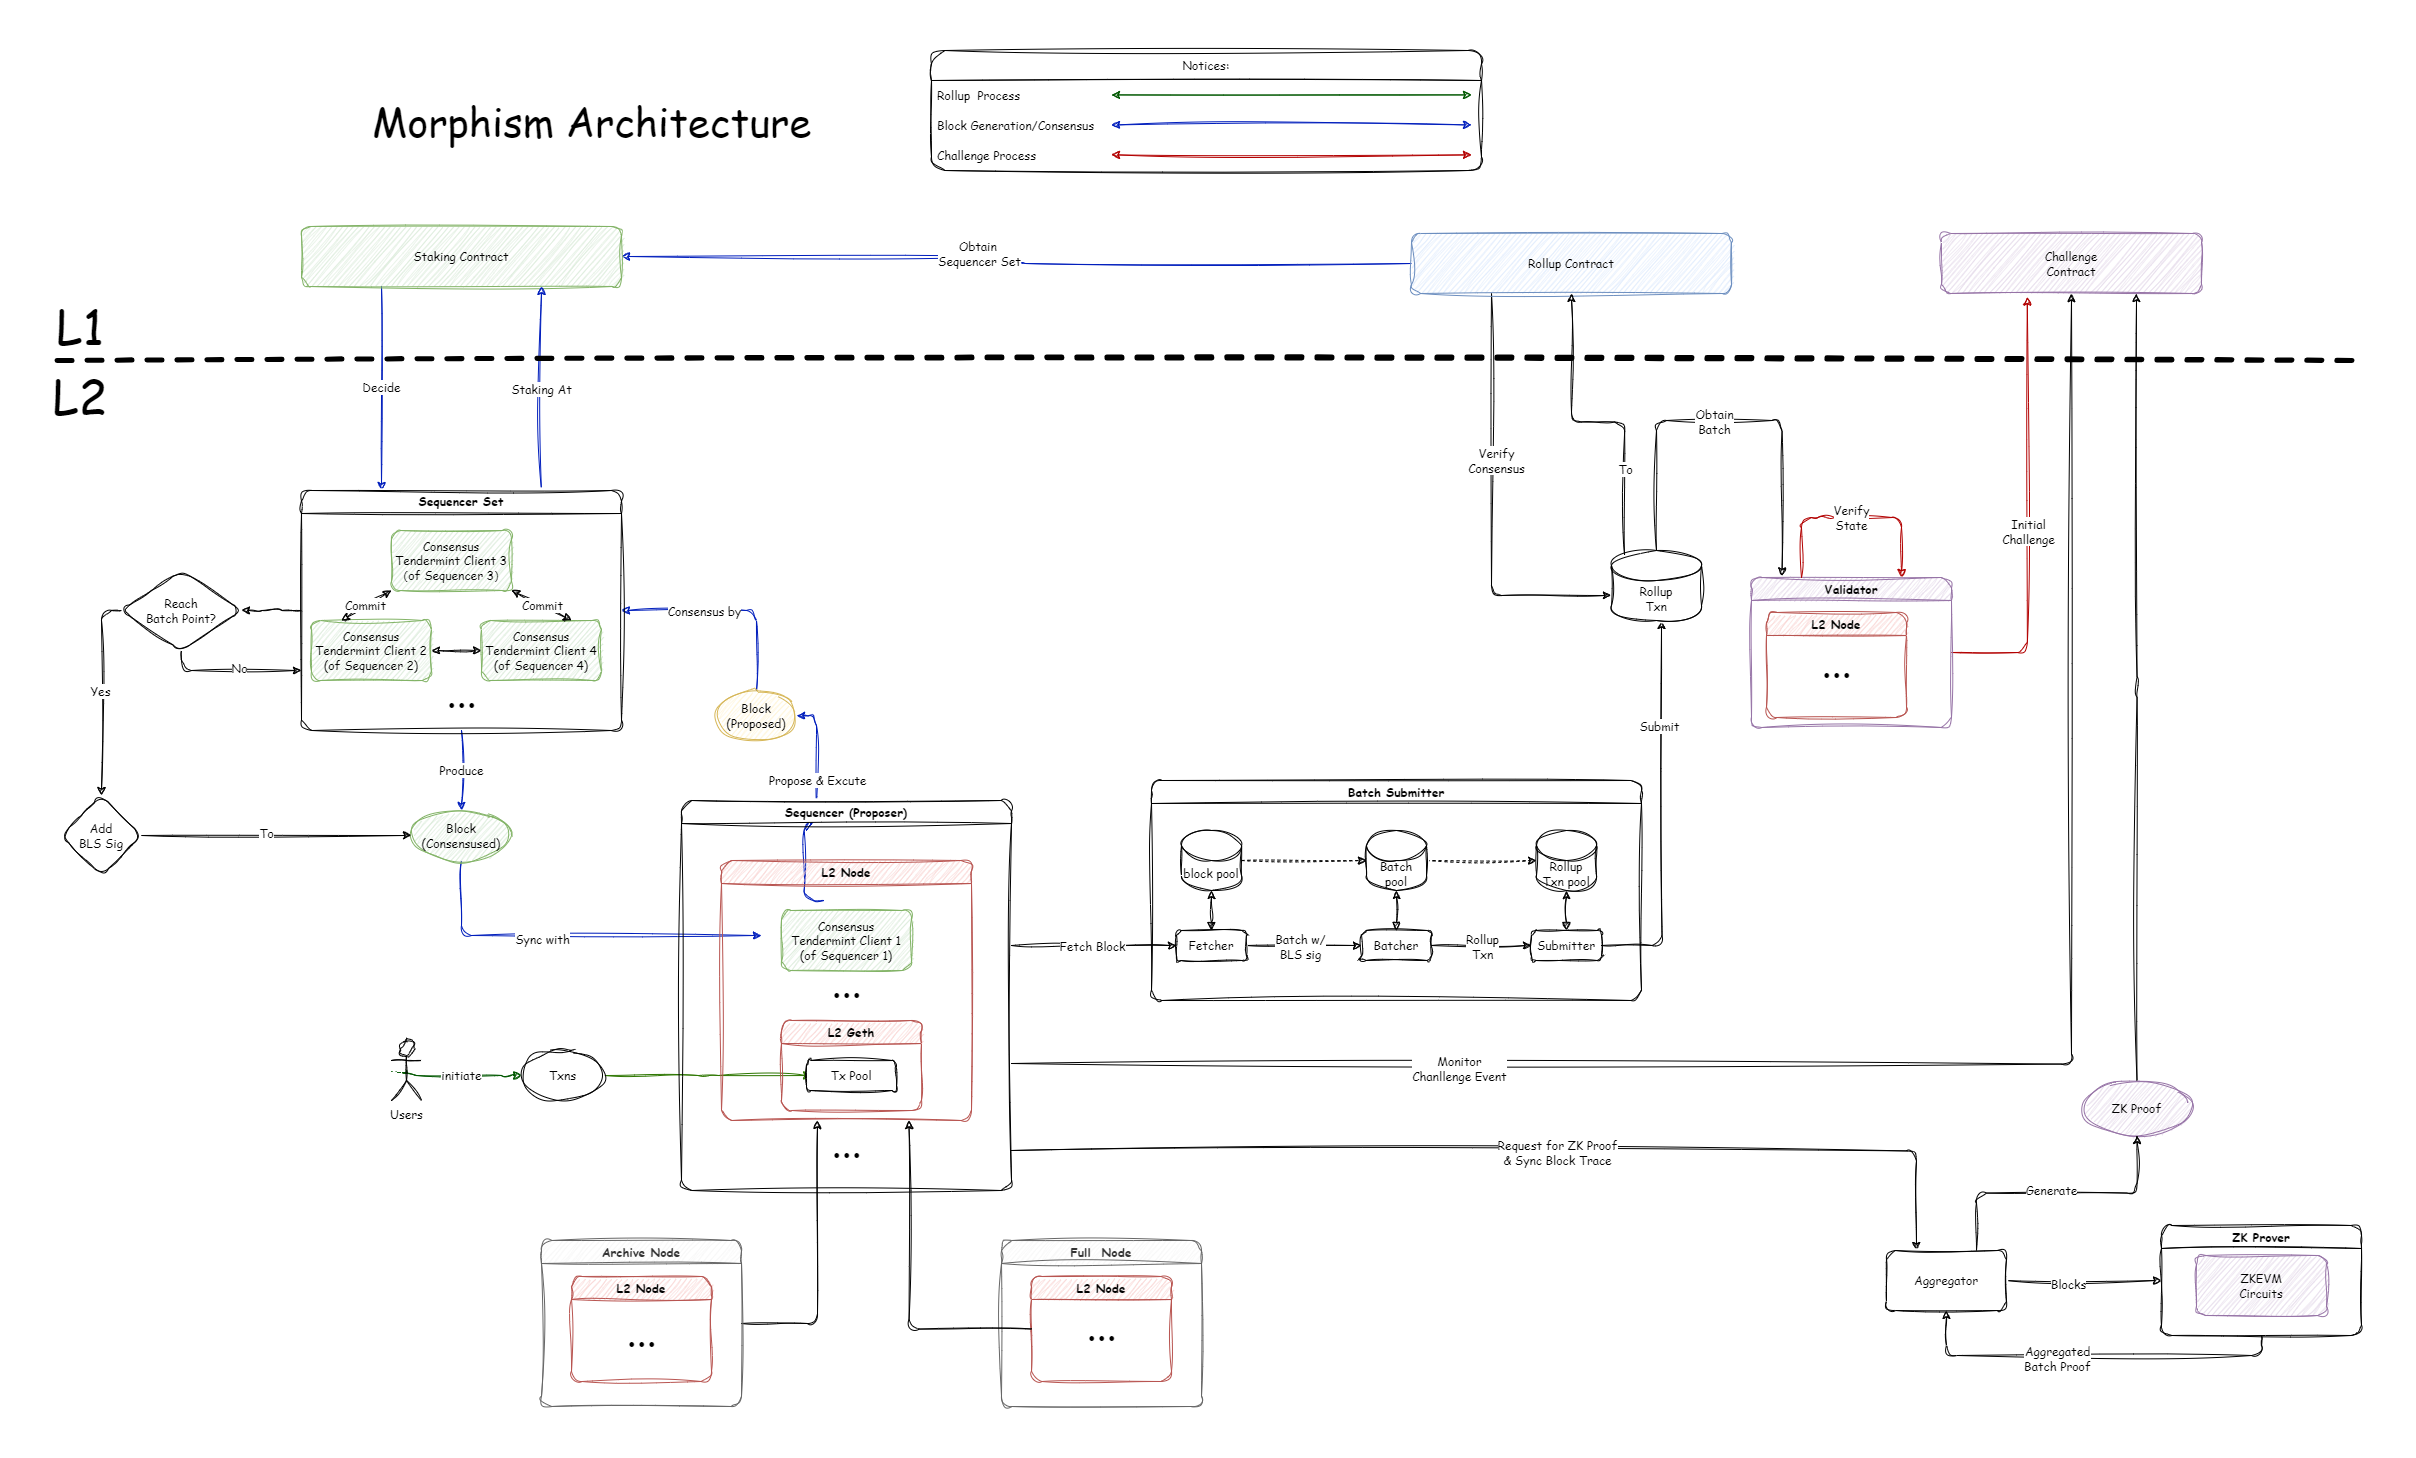 Notices:
Rollup  Process
Block Generation/Consensus
Challenge Process
Morphism Architecture
Staking Contract
Obtain
Sequencer Set
Rollup Contract
Challenge
Contract
L1
L2
Decide
Staking At
Verify
Consensus
To
Obtain
Batch
Sequencer Set
Consensus
Tendermint Client 3
(of Sequencer 3)
Commit
Commit
Consensus
Tendermint Client 2
(of Sequencer 2)
Consensus
Tendermint Client 4
(of Sequencer 4)
...
Reach
Batch Point?
No
Yes
Consensus by
Block
(Proposed)
Propose & Excute
Rollup
Txn
Verify
State
Validator
L2 Node
...
Initial
Challenge
Submit
Produce
Add
BLS Sig
To
Block
(Consensused)
Sync with
Sequencer (Proposer)
L2 Node
Consensus
Tendermint Client 1
(of Sequencer 1)
...
L2 Geth
Tx Pool
...
Users
initiate
Txns
Fetch Block
Batch Submitter
block pool
Batch
pool
Rollup
Txn pool
Fetcher
Batch w/
BLS sig
Batcher
Rollup
Txn
Submitter
Monitor
Chanllenge Event
Request for ZK Proof
& Sync Block Trace
ZK Proof
Generate
Aggregator
Blocks
ZK Prover
ZKEVM
Circuits
Aggregated
Batch Proof
Archive Node
L2 Node
...
Full  Node
L2 Node
...